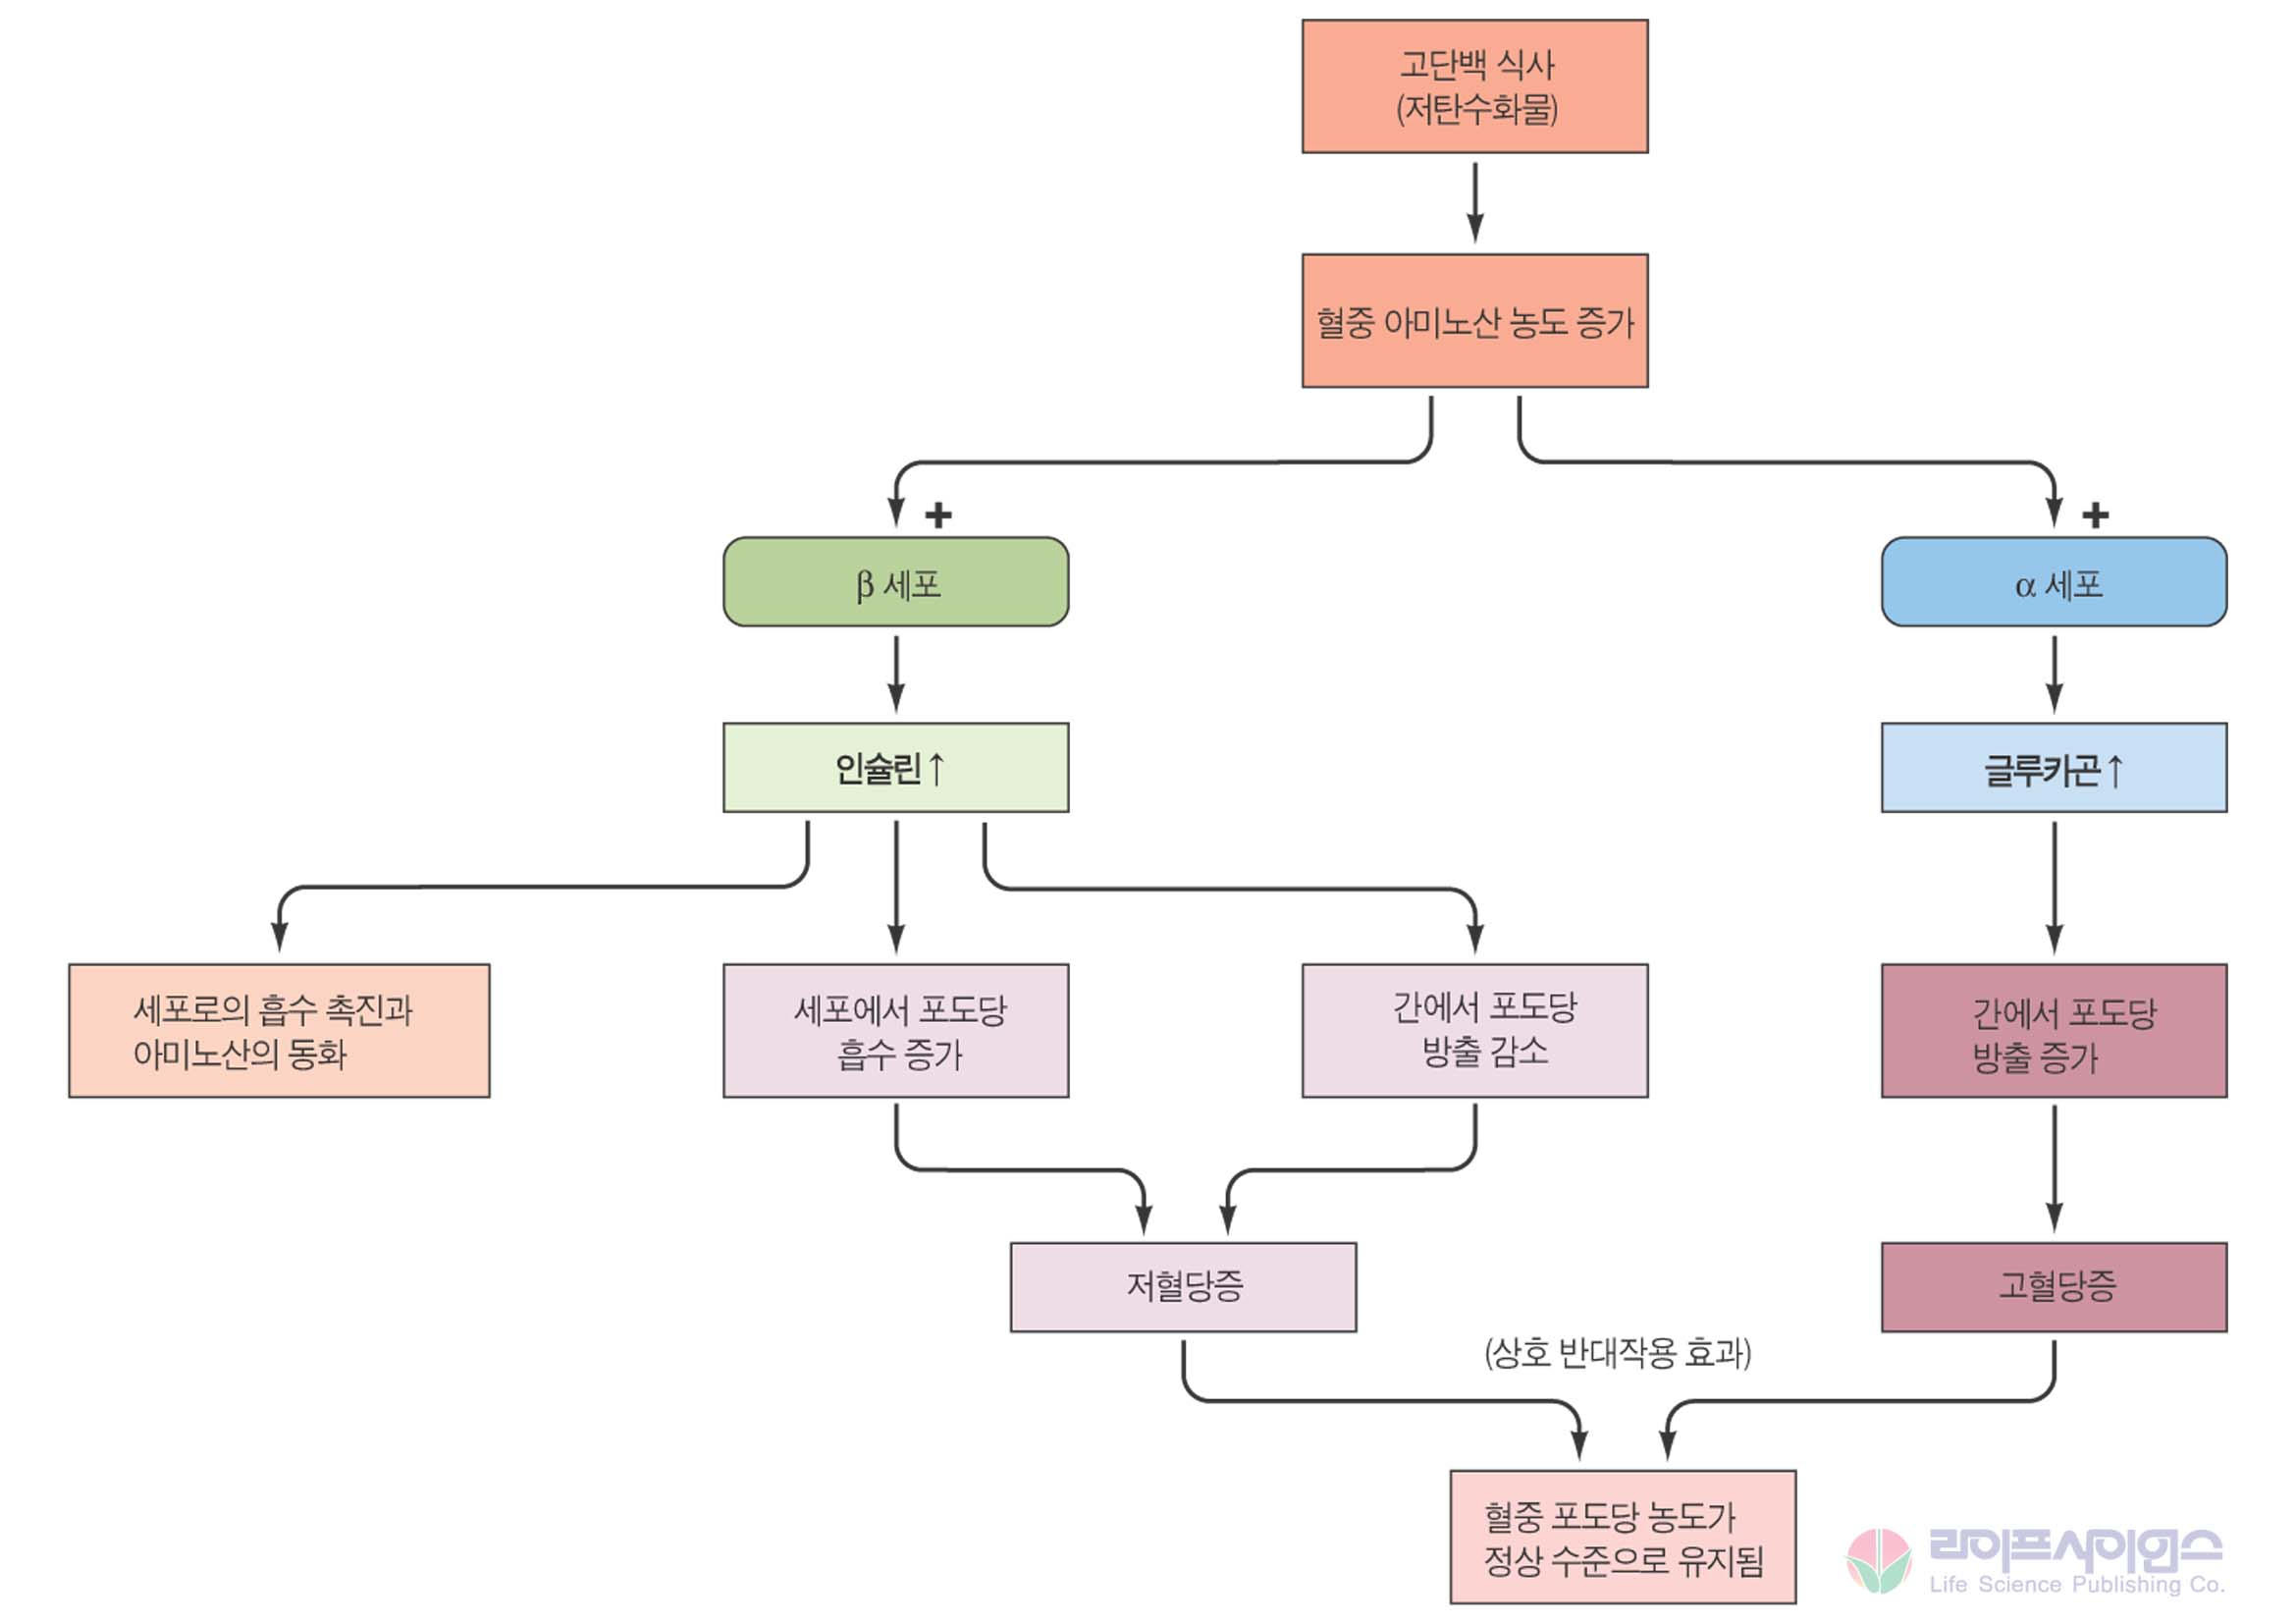 고단백 식사
(저탄수화물)
혈중 아미노산 농도 증가
+
+
β 세포
α 세포
인슐린↑
글루카곤↑
세포로의 흡수 촉진과
아미노산의 동화
세포에서 포도당
흡수 증가
간에서 포도당
방출 감소
간에서 포도당
방출 증가
저혈당증
고혈당증
(상호 반대작용 효과)
혈중 포도당 농도가
정상 수준으로 유지됨
라이프사이언스
Life Science Publishing Co.